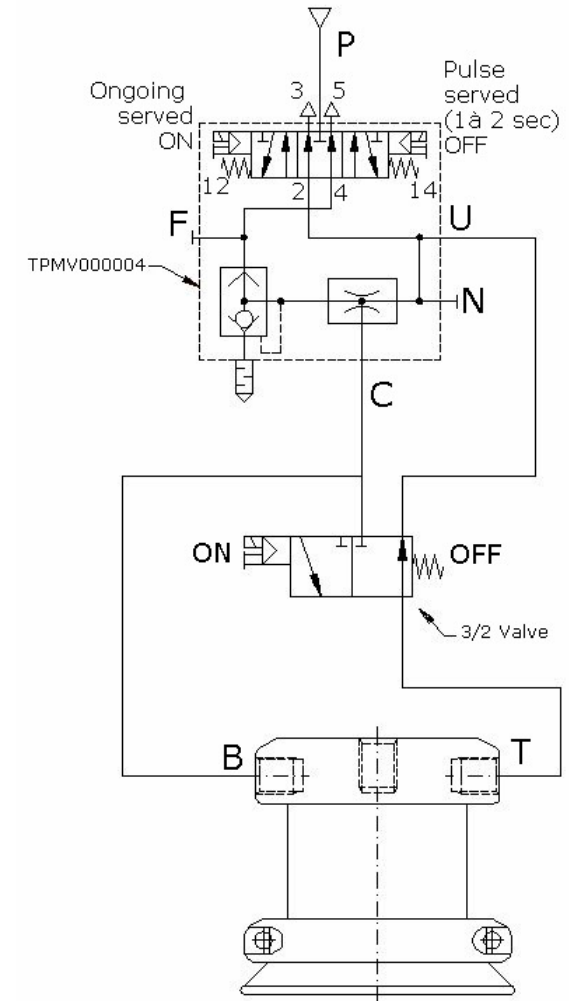 P
Ongoing
served
ON
3
5
Pulse
served
(1à 2 sec)
OFF
12
2
4
14
F
U
TPMV000004
N
C
ON
OFF
3/2 Valve
B
T